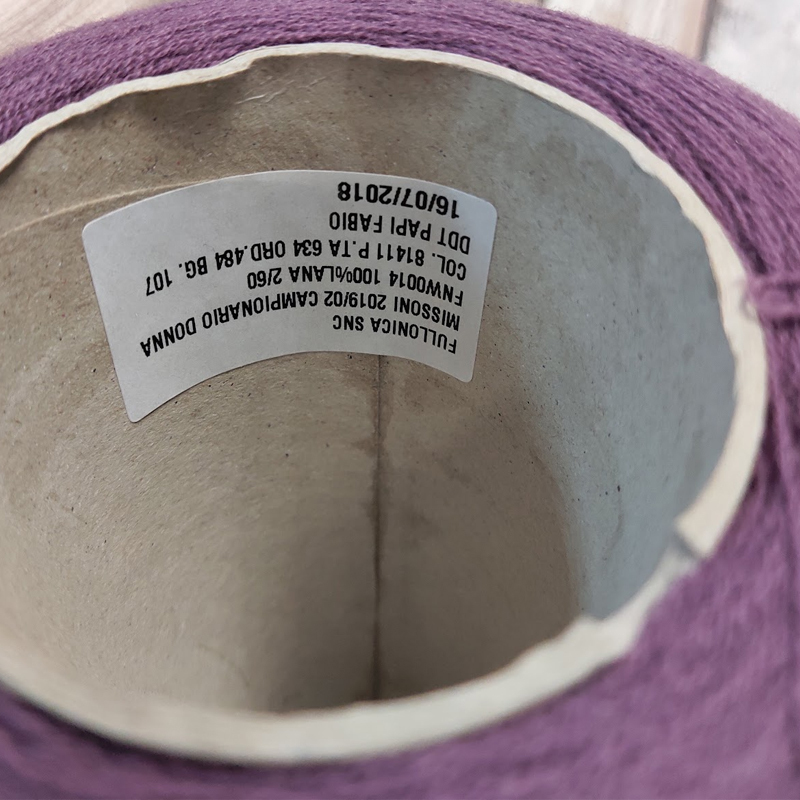 FULLONICA SNC
MISSONI 2019/02 CAMPIONARIO DONNA
FNW0014 100%LANA 2/60
COL. 81411 P.TA 634 ORD.484 BG. 107
DDT PAPI FABIO
16/07/2018